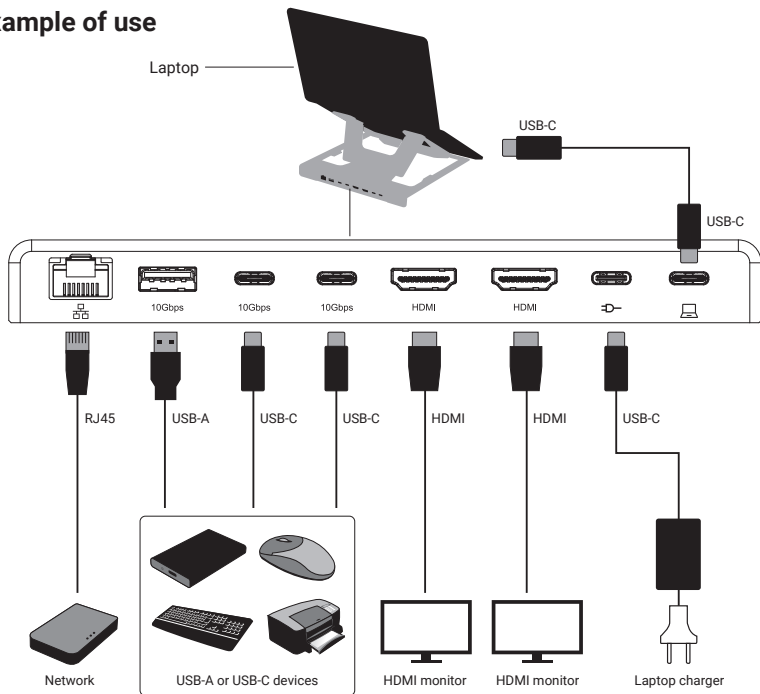 xample of use
Laptop
USB-C
USB-C
10Gbps 10Gbps 10Gbps HDMI HDMI
RJ45 USB-A USB-C USB-C HDMI HDMI USB-C
Network USB-A or USB-C devices HDMI monitor HDMI monitor Laptop charger